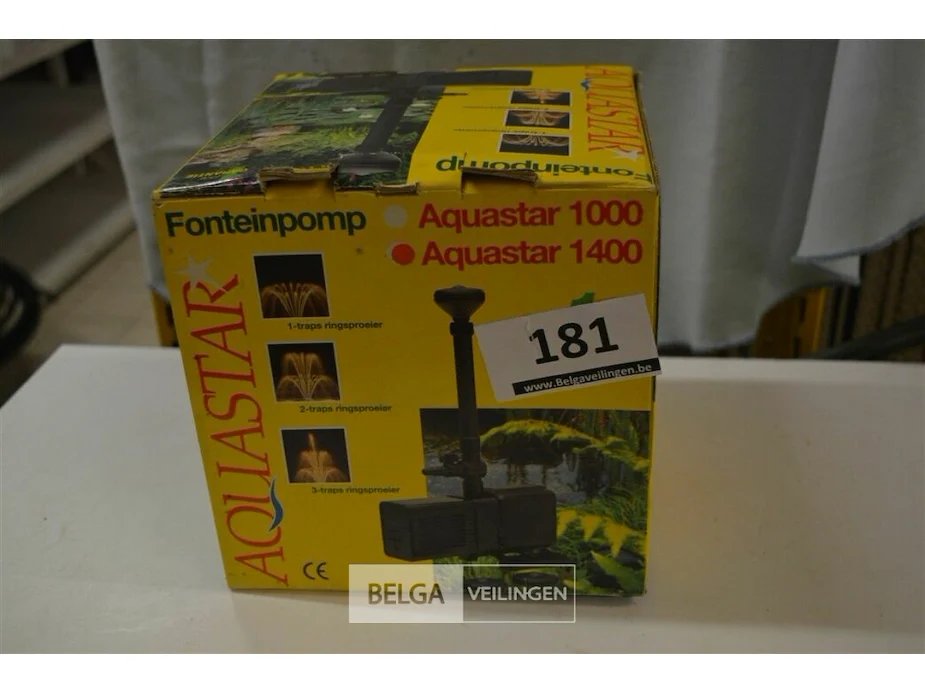 AQUASTAR
Fonteinpomp
Fonteinpomp
Aquastar 1000
Aquastar 1400
AQUASTAR
1-traps ringsproeier
2-traps ringsproeier
3-traps ringsproeier
181
www.Belgaveilingen.be
CE
BELGA VEILINGEN